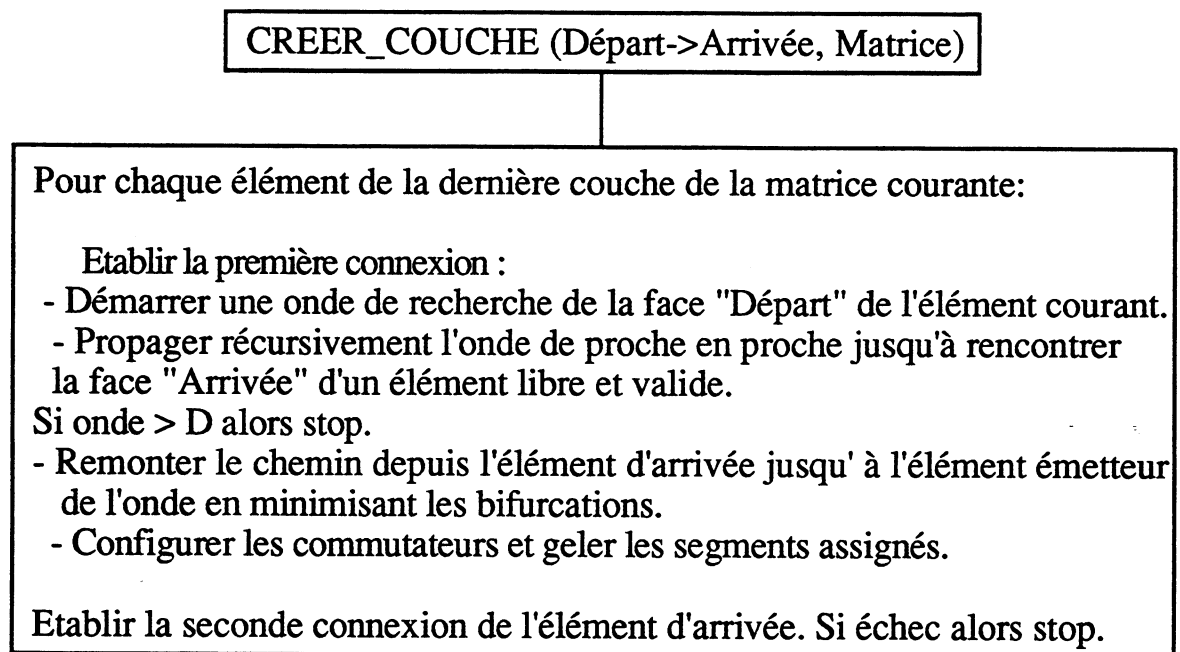 CREER_COUCHE (Départ->Arrivée, Matrice)
Pour chaque élément de la dernière couche de la matrice courante:
Etablir la première connexion :
- Démarrer une onde de recherche de la face "Départ" de l'élément courant.
- Propager récursivement l'onde de proche en proche jusqu'à rencontrer
la face "Arrivée" d'un élément libre et valide.
Si onde > D alors stop.
- Remonter le chemin depuis l'élément d'arrivée jusqu' à l'élément émetteur
de l'onde en minimisant les bifurcations.
- Configurer les commutateurs et geler les segments assignés.
Etablir la seconde connexion de l'élément d'arrivée. Si échec alors stop.